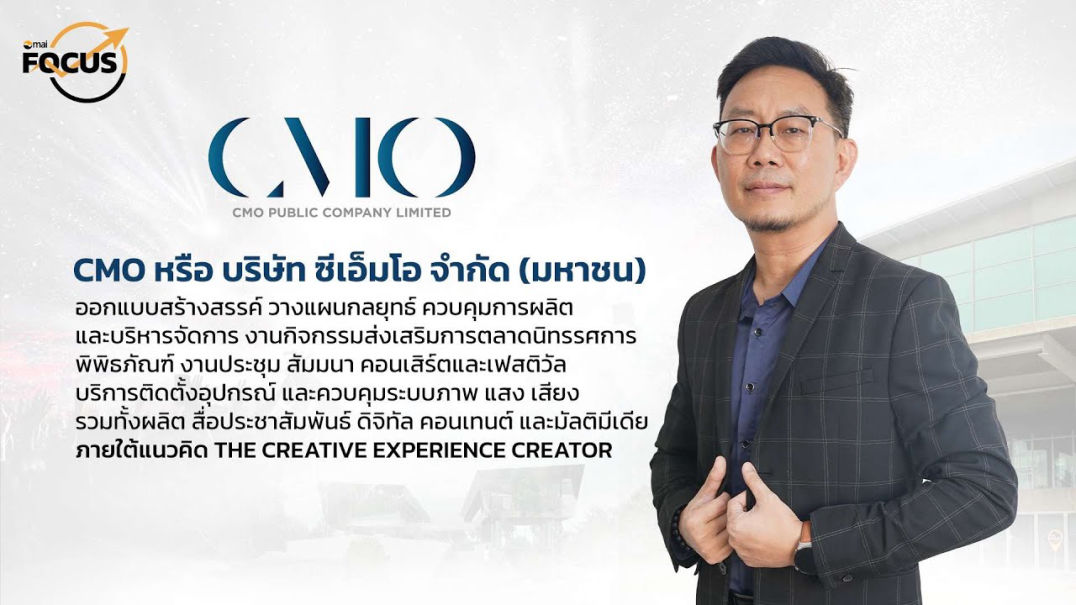 mai
FOCUS
CMO
CMO PUBLIC COMPANY LIMITED
CMO หรือ บริษัท ซีเอ็มโอ จำกัด (มหาชน)
ออกแบบสร้างสรรค์ วางแผนกลยุทธ์ ควบคุมการผลิต
และบริหารจัดการ งานกิจกรรมส่งเสริมการตลาดนิทรรศการ
พิพิธภัณฑ์ งานประชุม สัมมนา คอนเสิร์ตและเฟสติวัล
บริการติดตั้งอุปกรณ์ และควบคุมระบบภาพ แสง เสียง
รวมทั้งผลิต สื่อประชาสัมพันธ์ ดิจิทัล คอนเทนต์ และมัลติมีเดีย
ภายใต้แนวคิด THE CREATIVE EXPERIENCE CREATOR